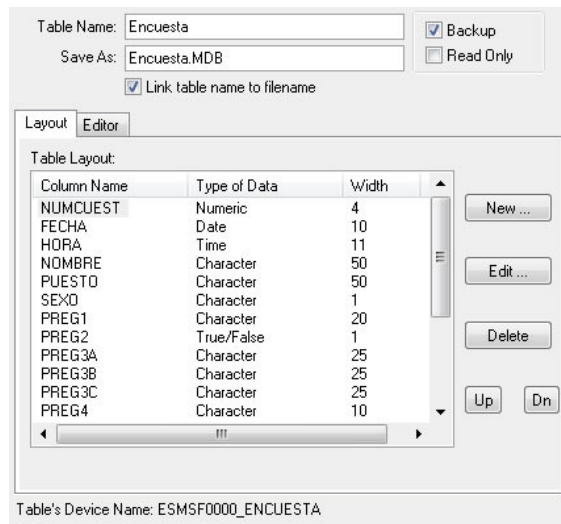 Table Name: Encuesta
Backup
Save As: Encuesta.MDB
Read Only
Link table name to filename
Layout Editor
Table Layout:
Column Name Type of Data Width
NUMCUEST Numeric 4
FECHA Date 10
HORA Time 11
NOMBRE Character 50
PUESTO Character 50
SEXO Character 1
PREG1 Character 20
PREG2 True/False 1
PREG3A Character 25
PREG3B Character 25
PREG3C Character 25
PREG4 Character 10
New ...
Edit ...
Delete
Up Dn
Table's Device Name: ESMSF0000_ENCUESTA